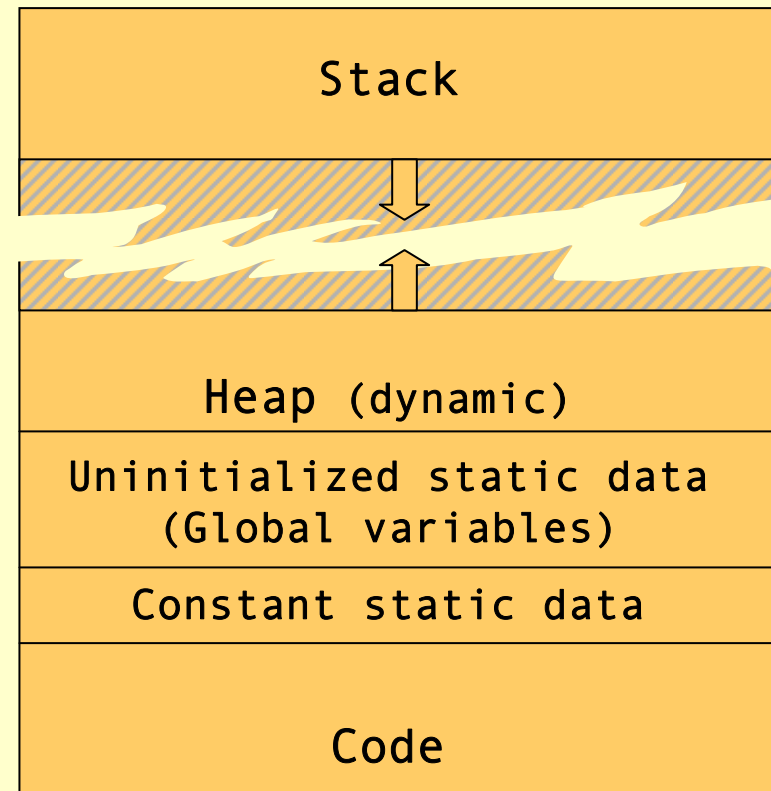 Stack
Heap (dynamic)
Uninitialized static data
(Global variables)
Constant static data
Code